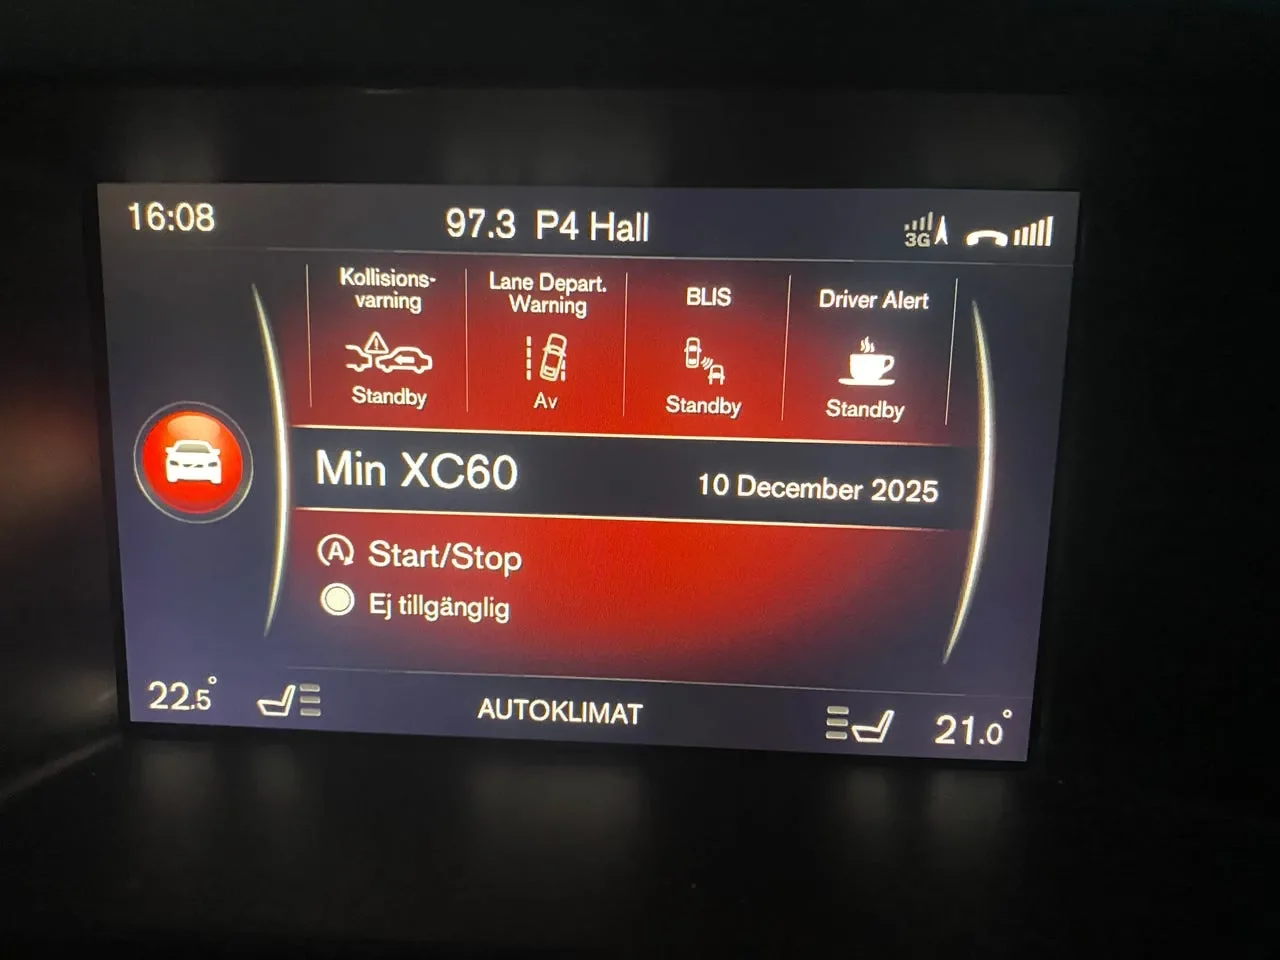 16:08
97.3 P4 Hall
3G
Kollisions-
varning
Standby
Lane Depart.
Warning
Av
BLIS
Standby
Driver Alert
Standby
Min XC60
10 December 2025
A Start/Stop
Ej tillgänglig
22.5°
AUTOKLIMAT
21.0°